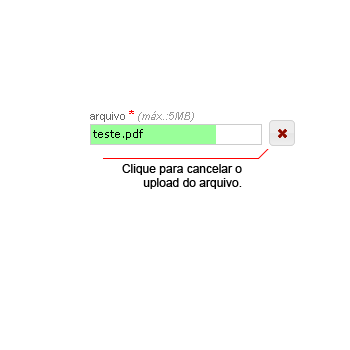 arquivo * (máx.:5MB)
teste.pdf
Clique para cancelar o
upload do arquivo.